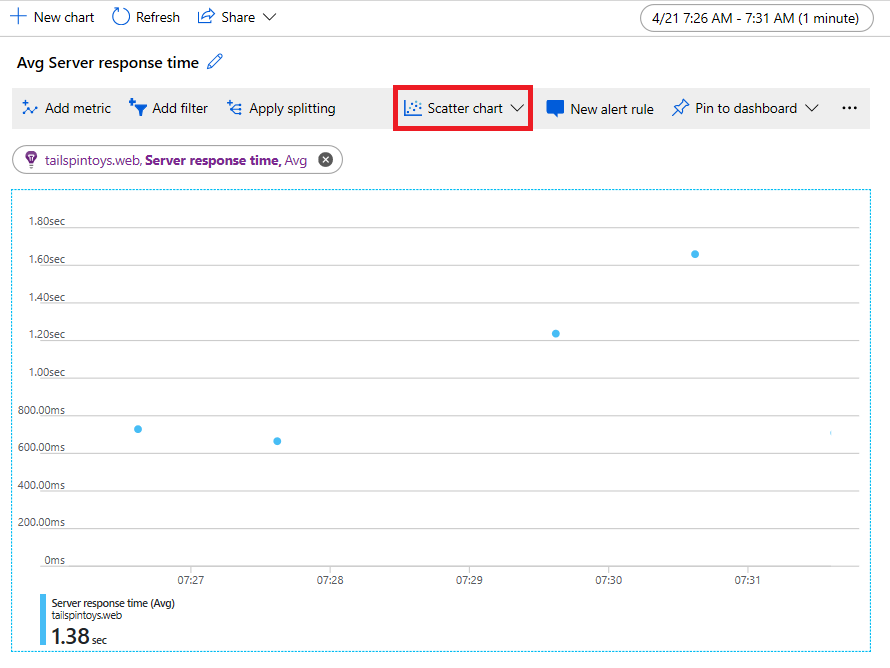 New chart Refresh Share 4/21 7:26 AM - 7:31 AM (1 minute)
Avg Server response time
Add metric Add filter Apply splitting Scatter chart New alert rule Pin to dashboard ...
tailspintoys.web, Server response time, Avg
1.80sec
1.60sec
1.40sec
1.20sec
1.00sec
800.00ms
600.00ms
400.00ms
200.00ms
0ms
07:27 07:28 07:29 07:30 07:31
Server response time (Avg)
tailspintoys.web
1.38 sec